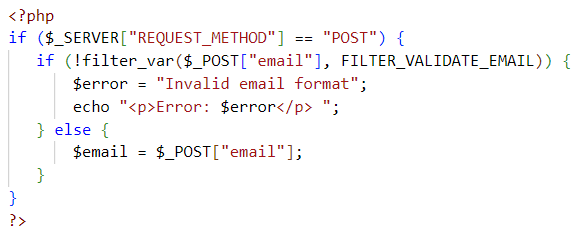 <?php
if ($_SERVER["REQUEST_METHOD"] == "POST") {
    if (!filter_var($_POST["email"], FILTER_VALIDATE_EMAIL)) {
        $error = "Invalid email format";
        echo "<p>Error: $error</p> ";
    } else {
        $email = $_POST["email"];
    }
}
?>